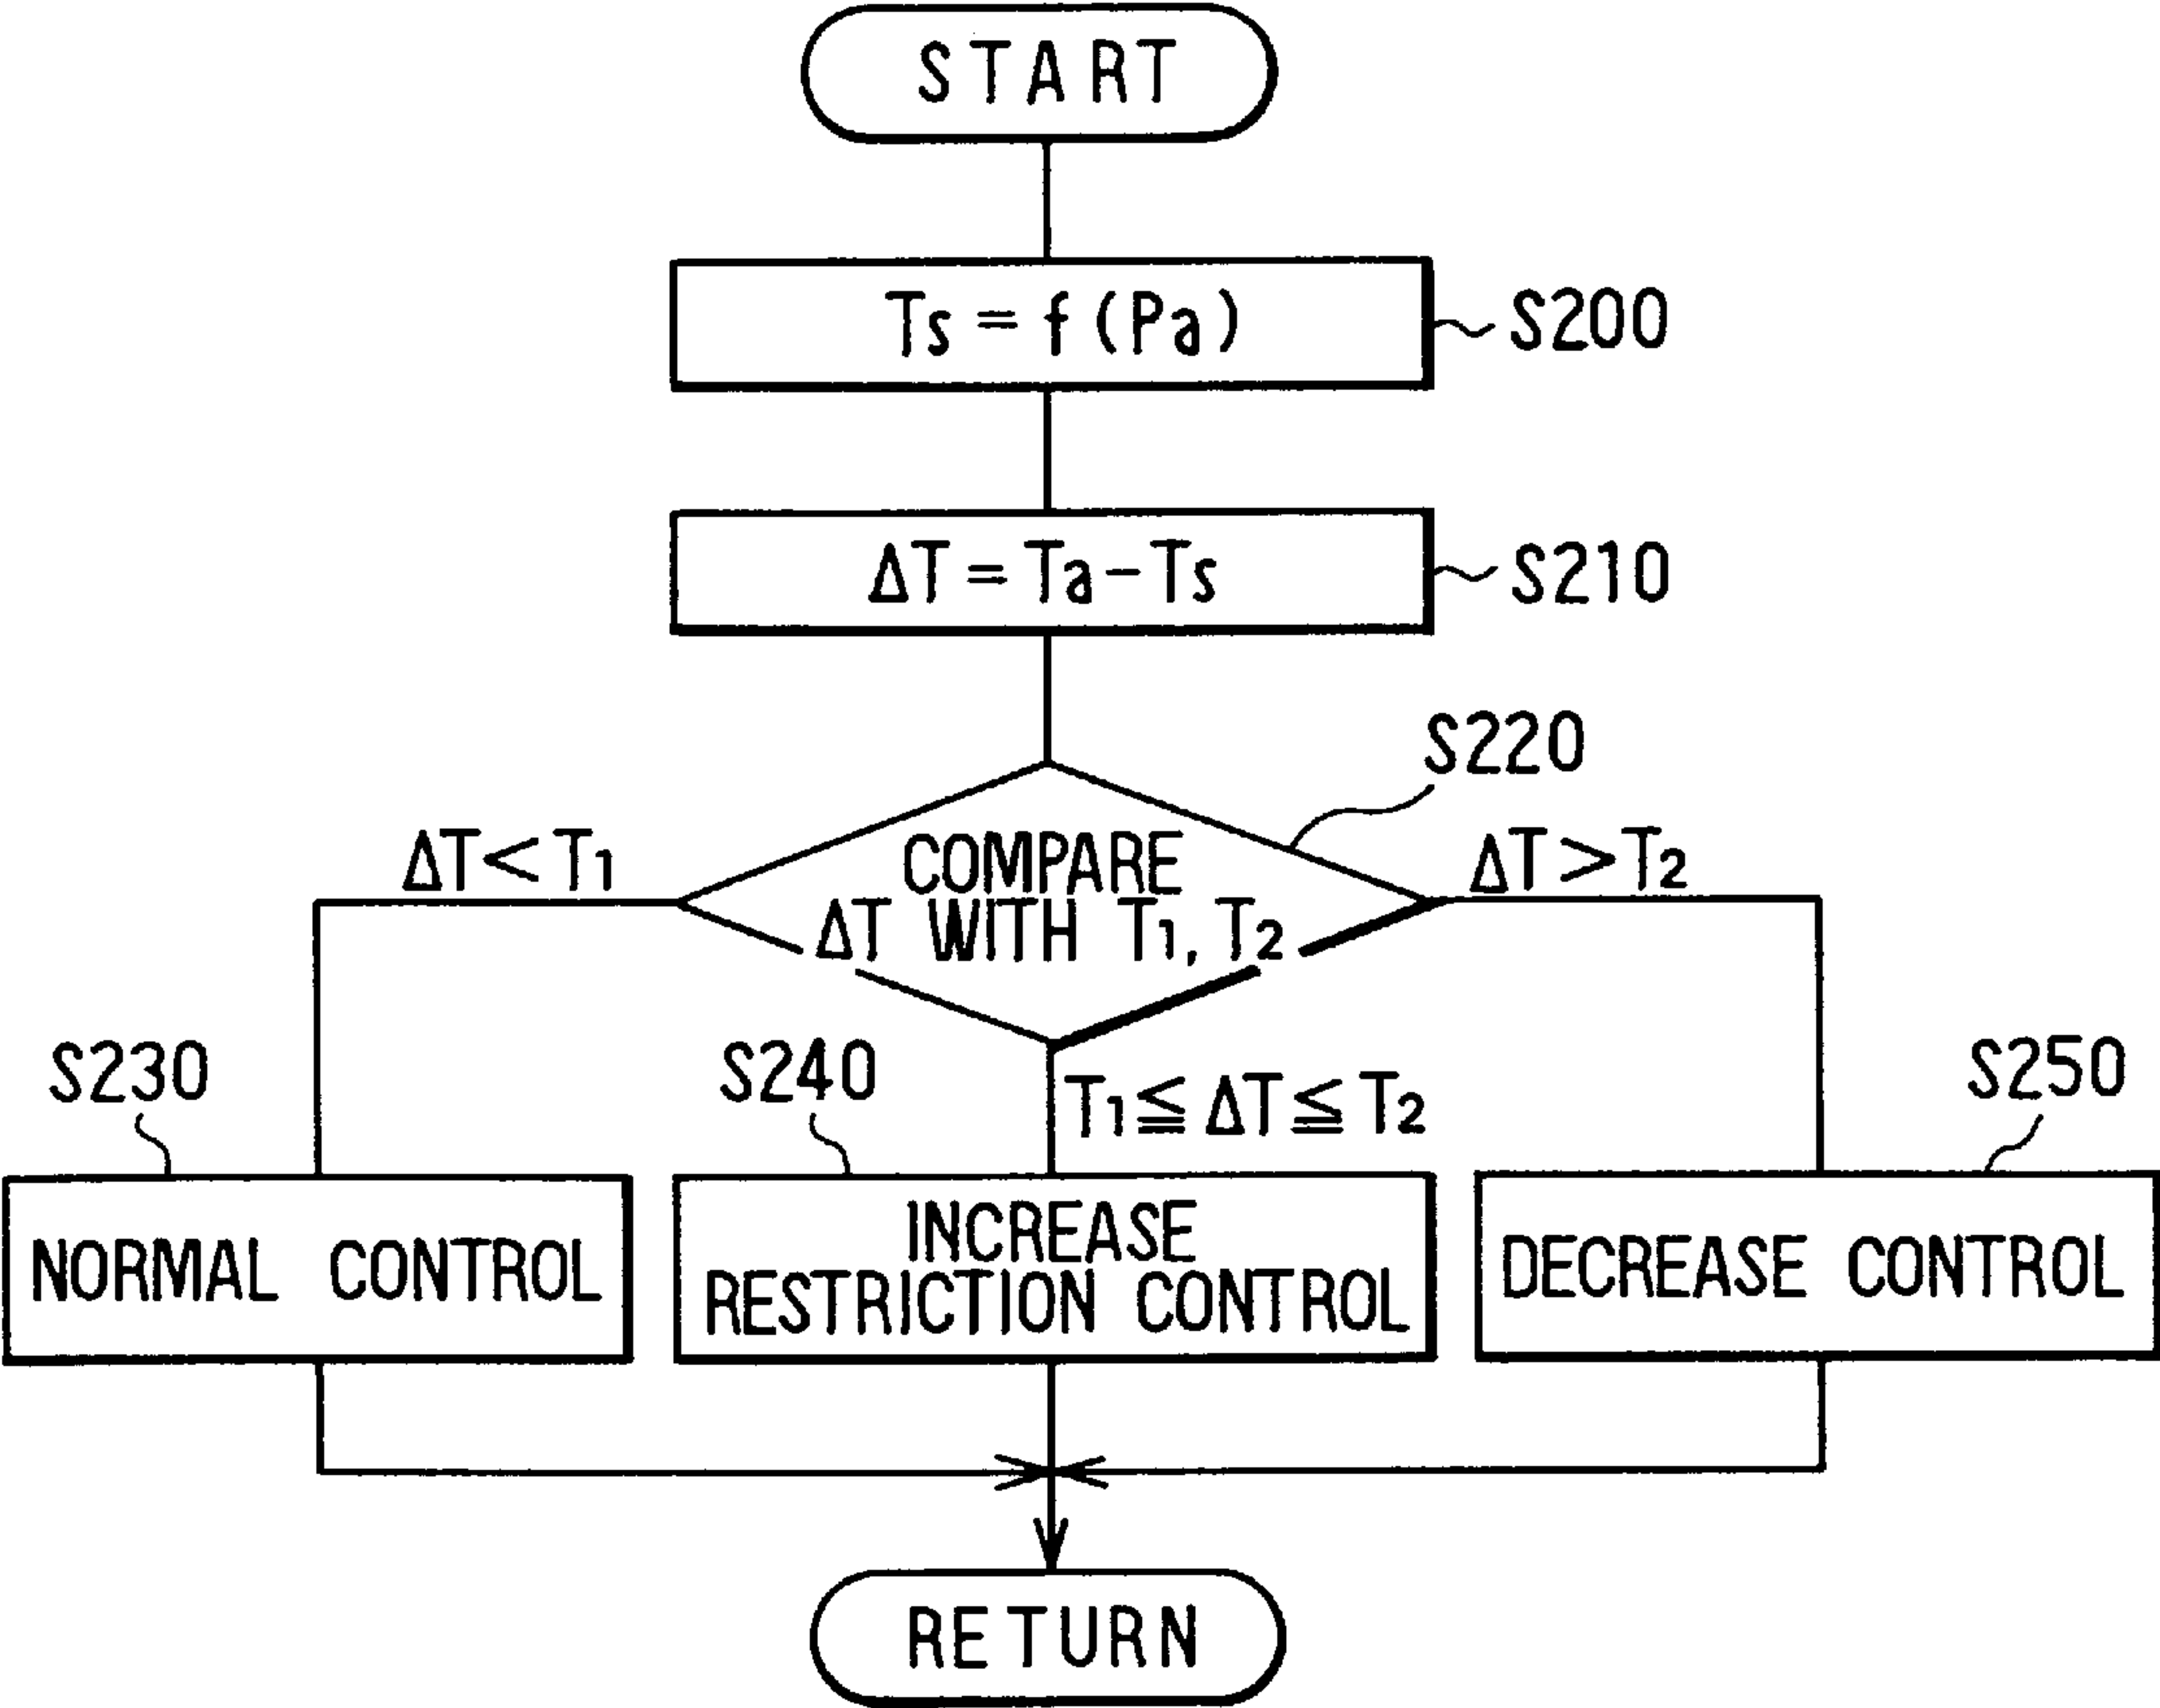 START
Ts = f (Pa)
S200
ΔT = Ta - Ts
S210
S220
ΔT < T1
COMPARE
ΔT WITH T1, T2
ΔT > T2
S230
S240
T1 ≦ ΔT ≦ T2
S250
NORMAL CONTROL
INCREASE
RESTRICTION CONTROL
DECREASE CONTROL
RETURN